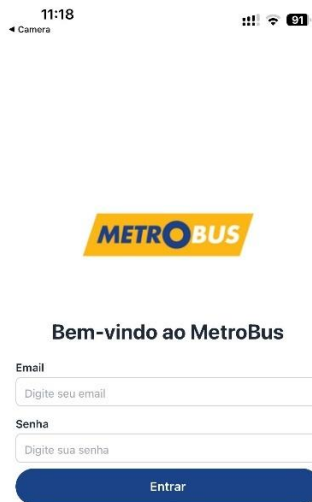 11:18
91
◀ Camera
METROBUS
Bem-vindo ao MetroBus
Email
Digite seu email
Senha
Digite sua senha
Entrar